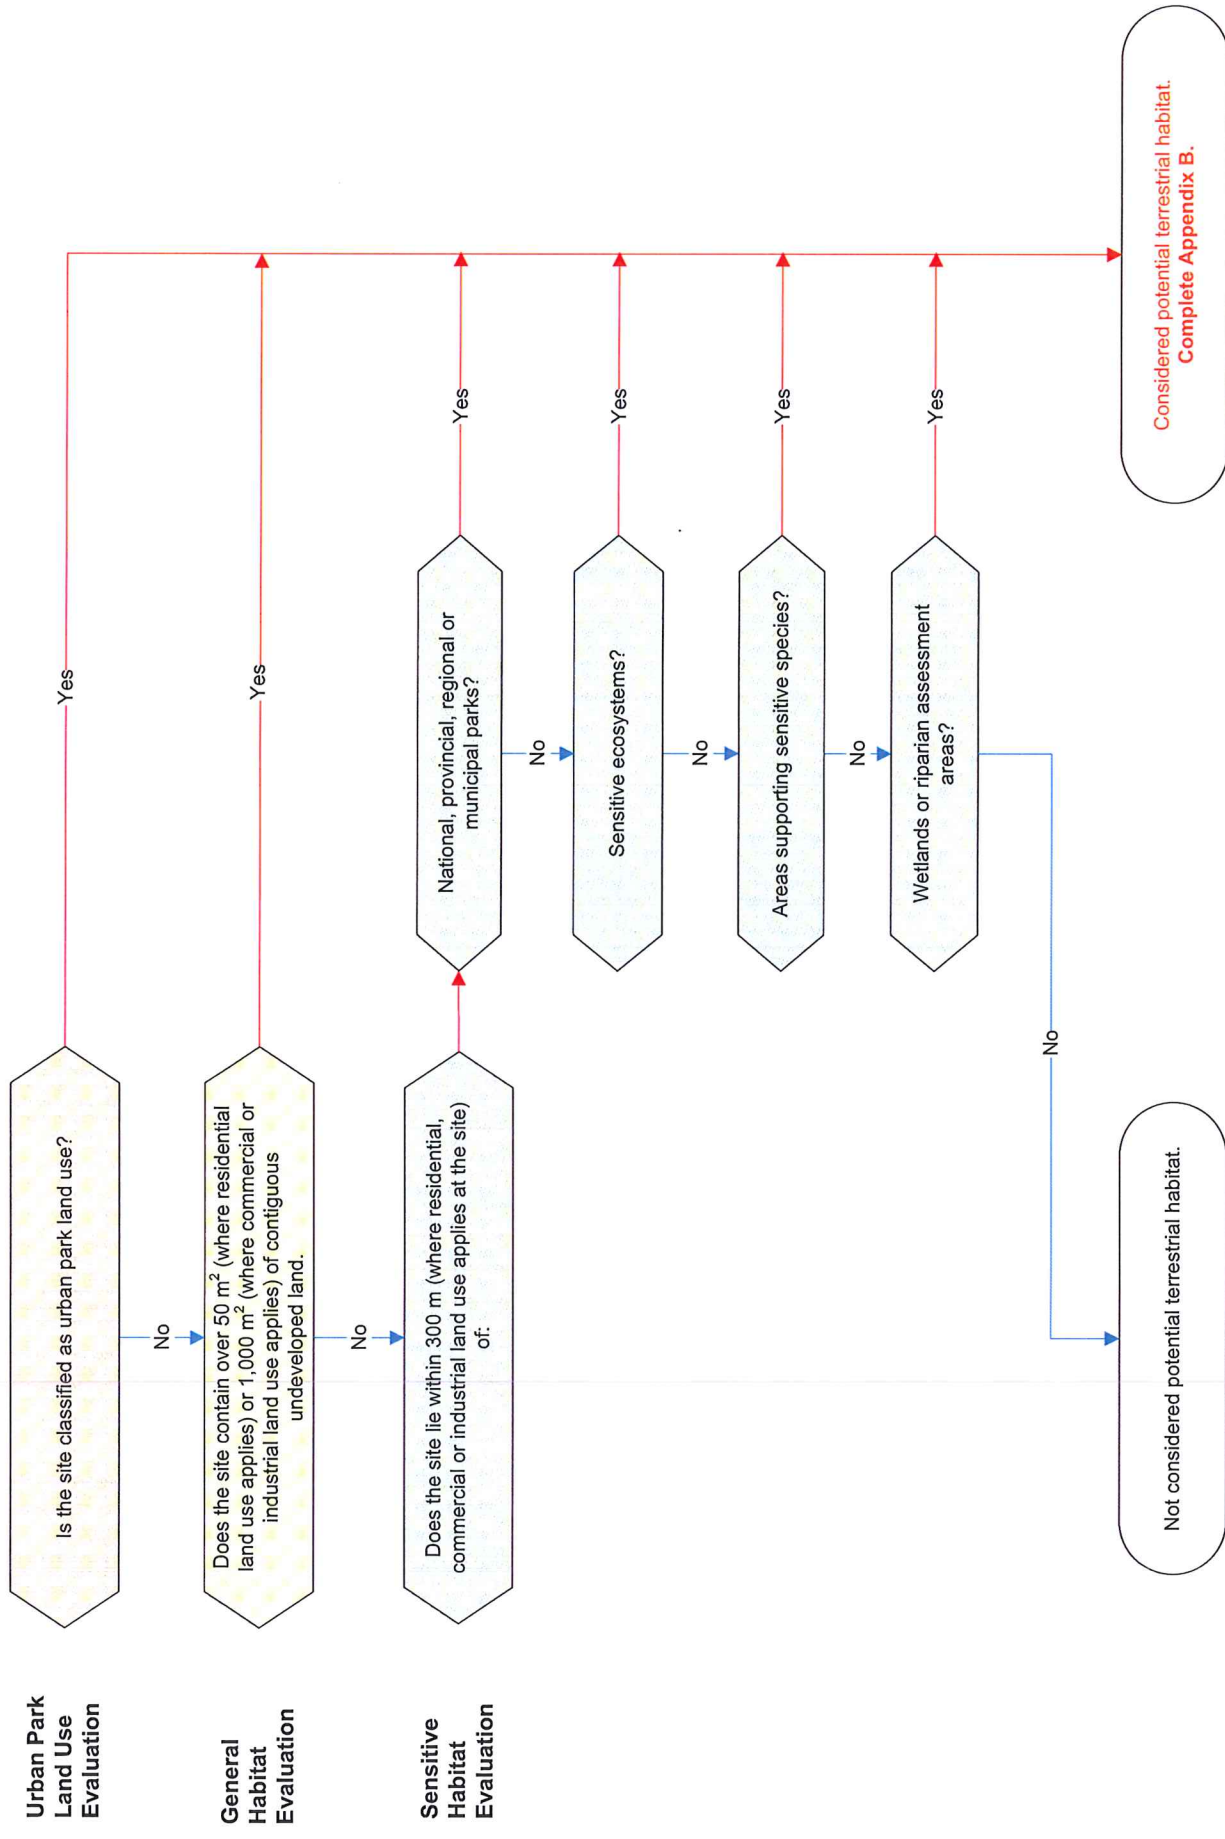 Urban Park
Land Use
Evaluation
Is the site classified as urban park land use?
Yes
No
General
Habitat
Evaluation
Does the site contain over 50 m² (where residential
land use applies) or 1,000 m² (where commercial or
industrial land use applies) of contiguous
undeveloped land.
Yes
No
Sensitive
Habitat
Evaluation
Does the site lie within 300 m (where residential,
commercial or industrial land use applies at the site)
of:
National, provincial, regional or
municipal parks?
Yes
No
Sensitive ecosystems?
Yes
No
Areas supporting sensitive species?
Yes
No
Wetlands or riparian assessment
areas?
Yes
No
Not considered potential terrestrial habitat.
Considered potential terrestrial habitat.
Complete Appendix B.